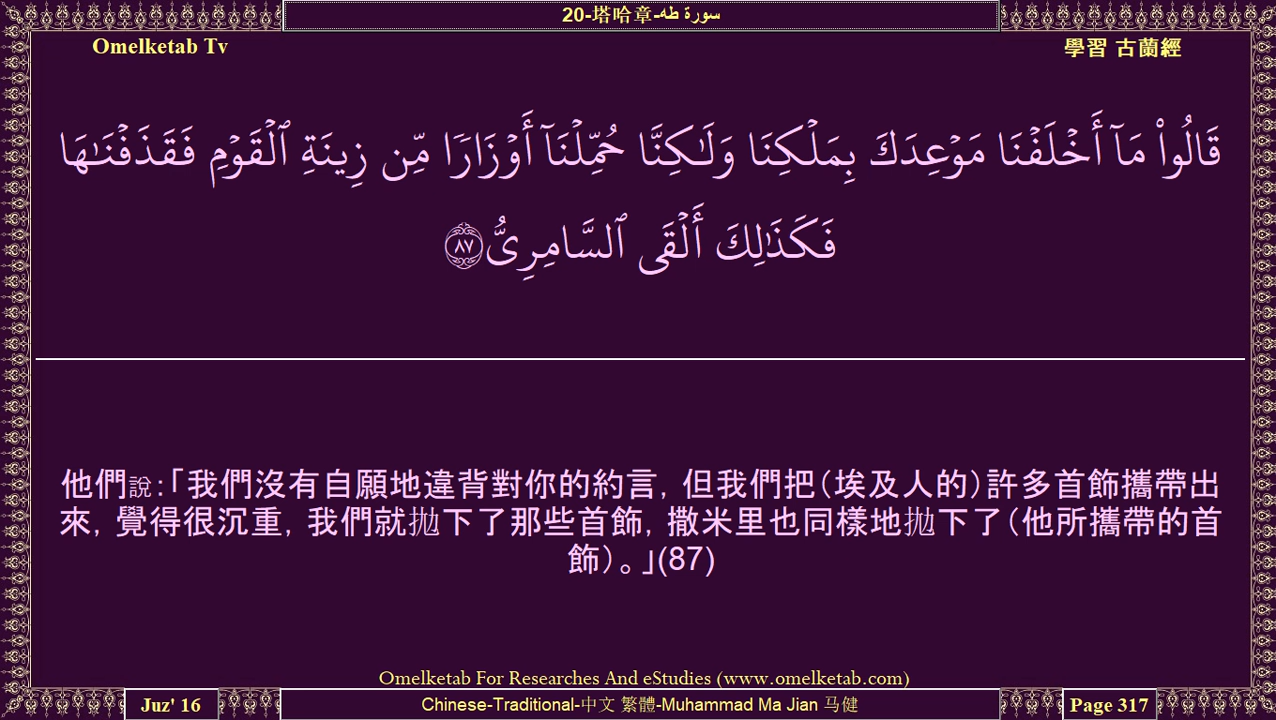 20-塔哈章-سورة طه
Omelketab Tv
學習 古蘭經
قَالُوا۟ مَآ أَخْلَفْنَا مَوْعِدَكَ بِمَلْكِنَا وَلَـٰكِنَّا حُمِّلْنَآ أَوْزَارًا مِّن زِينَةِ ٱلْقَوْمِ فَقَذَفْنَـٰهَا
فَكَذَٰلِكَ أَلْقَى ٱلسَّامِرِىُّ ٨٧
他們說:「我們沒有自願地違背對你的約言, 但我們把(埃及人的)許多首飾攜帶出
來, 覺得很沉重, 我們就拋下了那些首飾, 撒米里也同樣地拋下了(他所攜帶的首
飾)。」(87)
Omelketab For Researches And eStudies (www.omelketab.com)
Juz' 16
Chinese-Traditional-中文 繁體-Muhammad Ma Jian 马健
Page 317